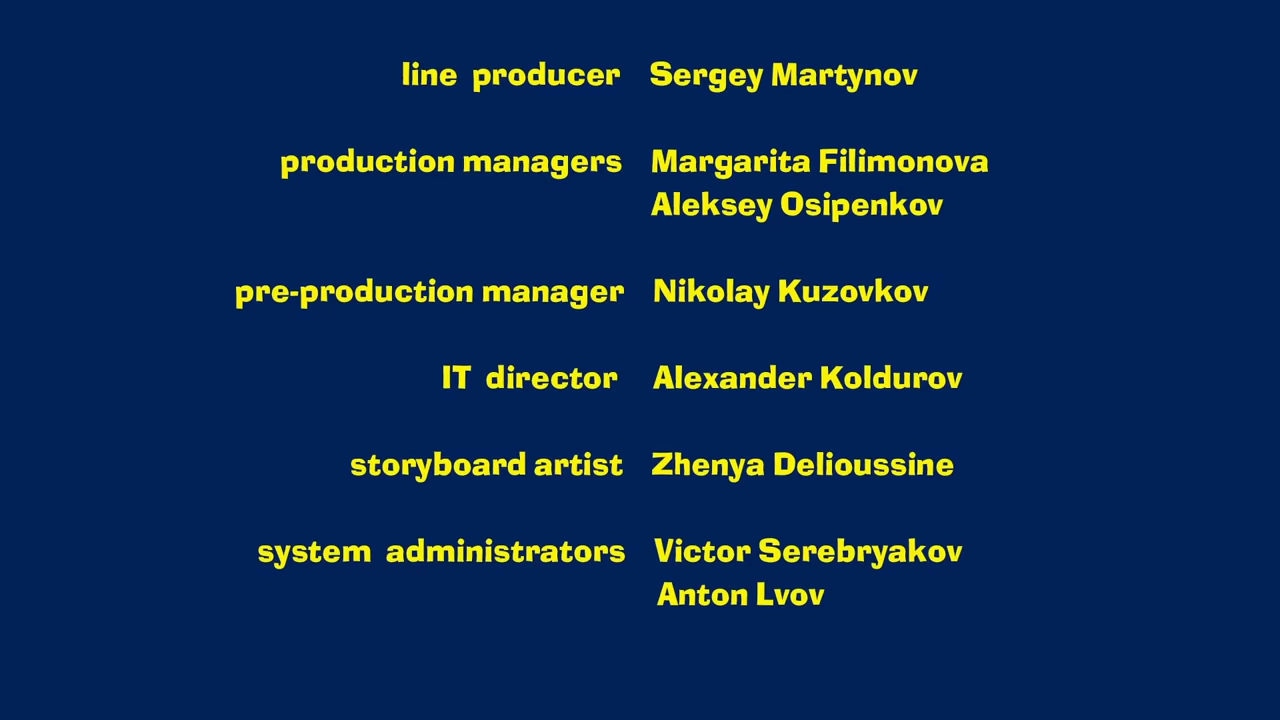 line producer Sergey Martynov
production managers Margarita Filimonova
Aleksey Osipenkov
pre-production manager Nikolay Kuzovkov
IT director Alexander Koldurov
storyboard artist Zhenya Delioussine
system administrators Victor Serebryakov
Anton Lvov